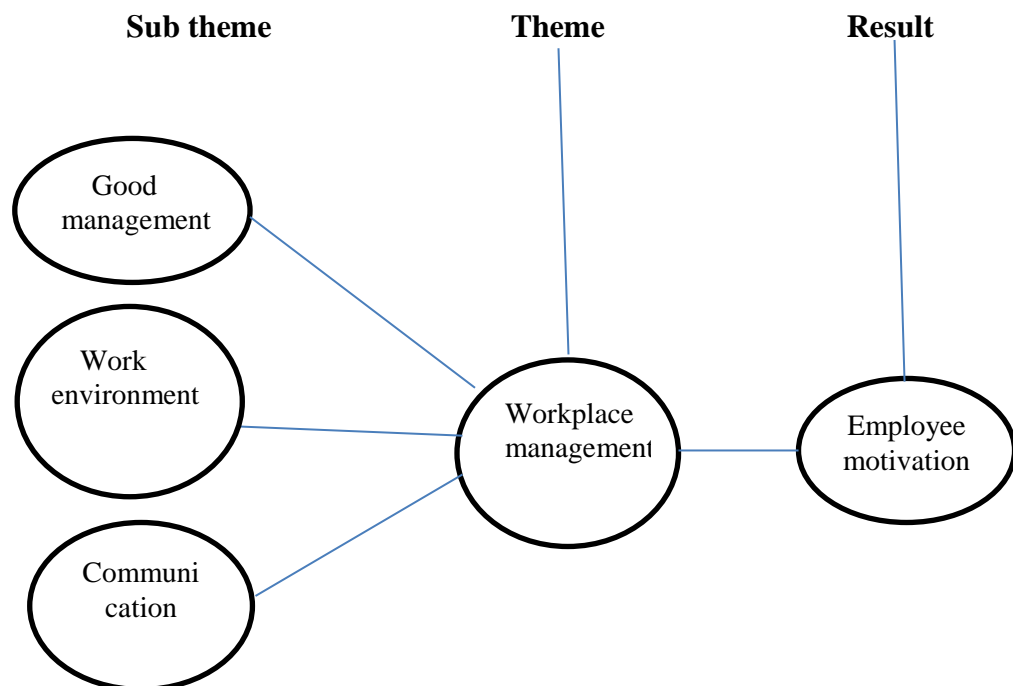 Sub theme
Theme
Result
Good
management
Work
environment
Communi
cation
Workplace
management
Employee
motivation